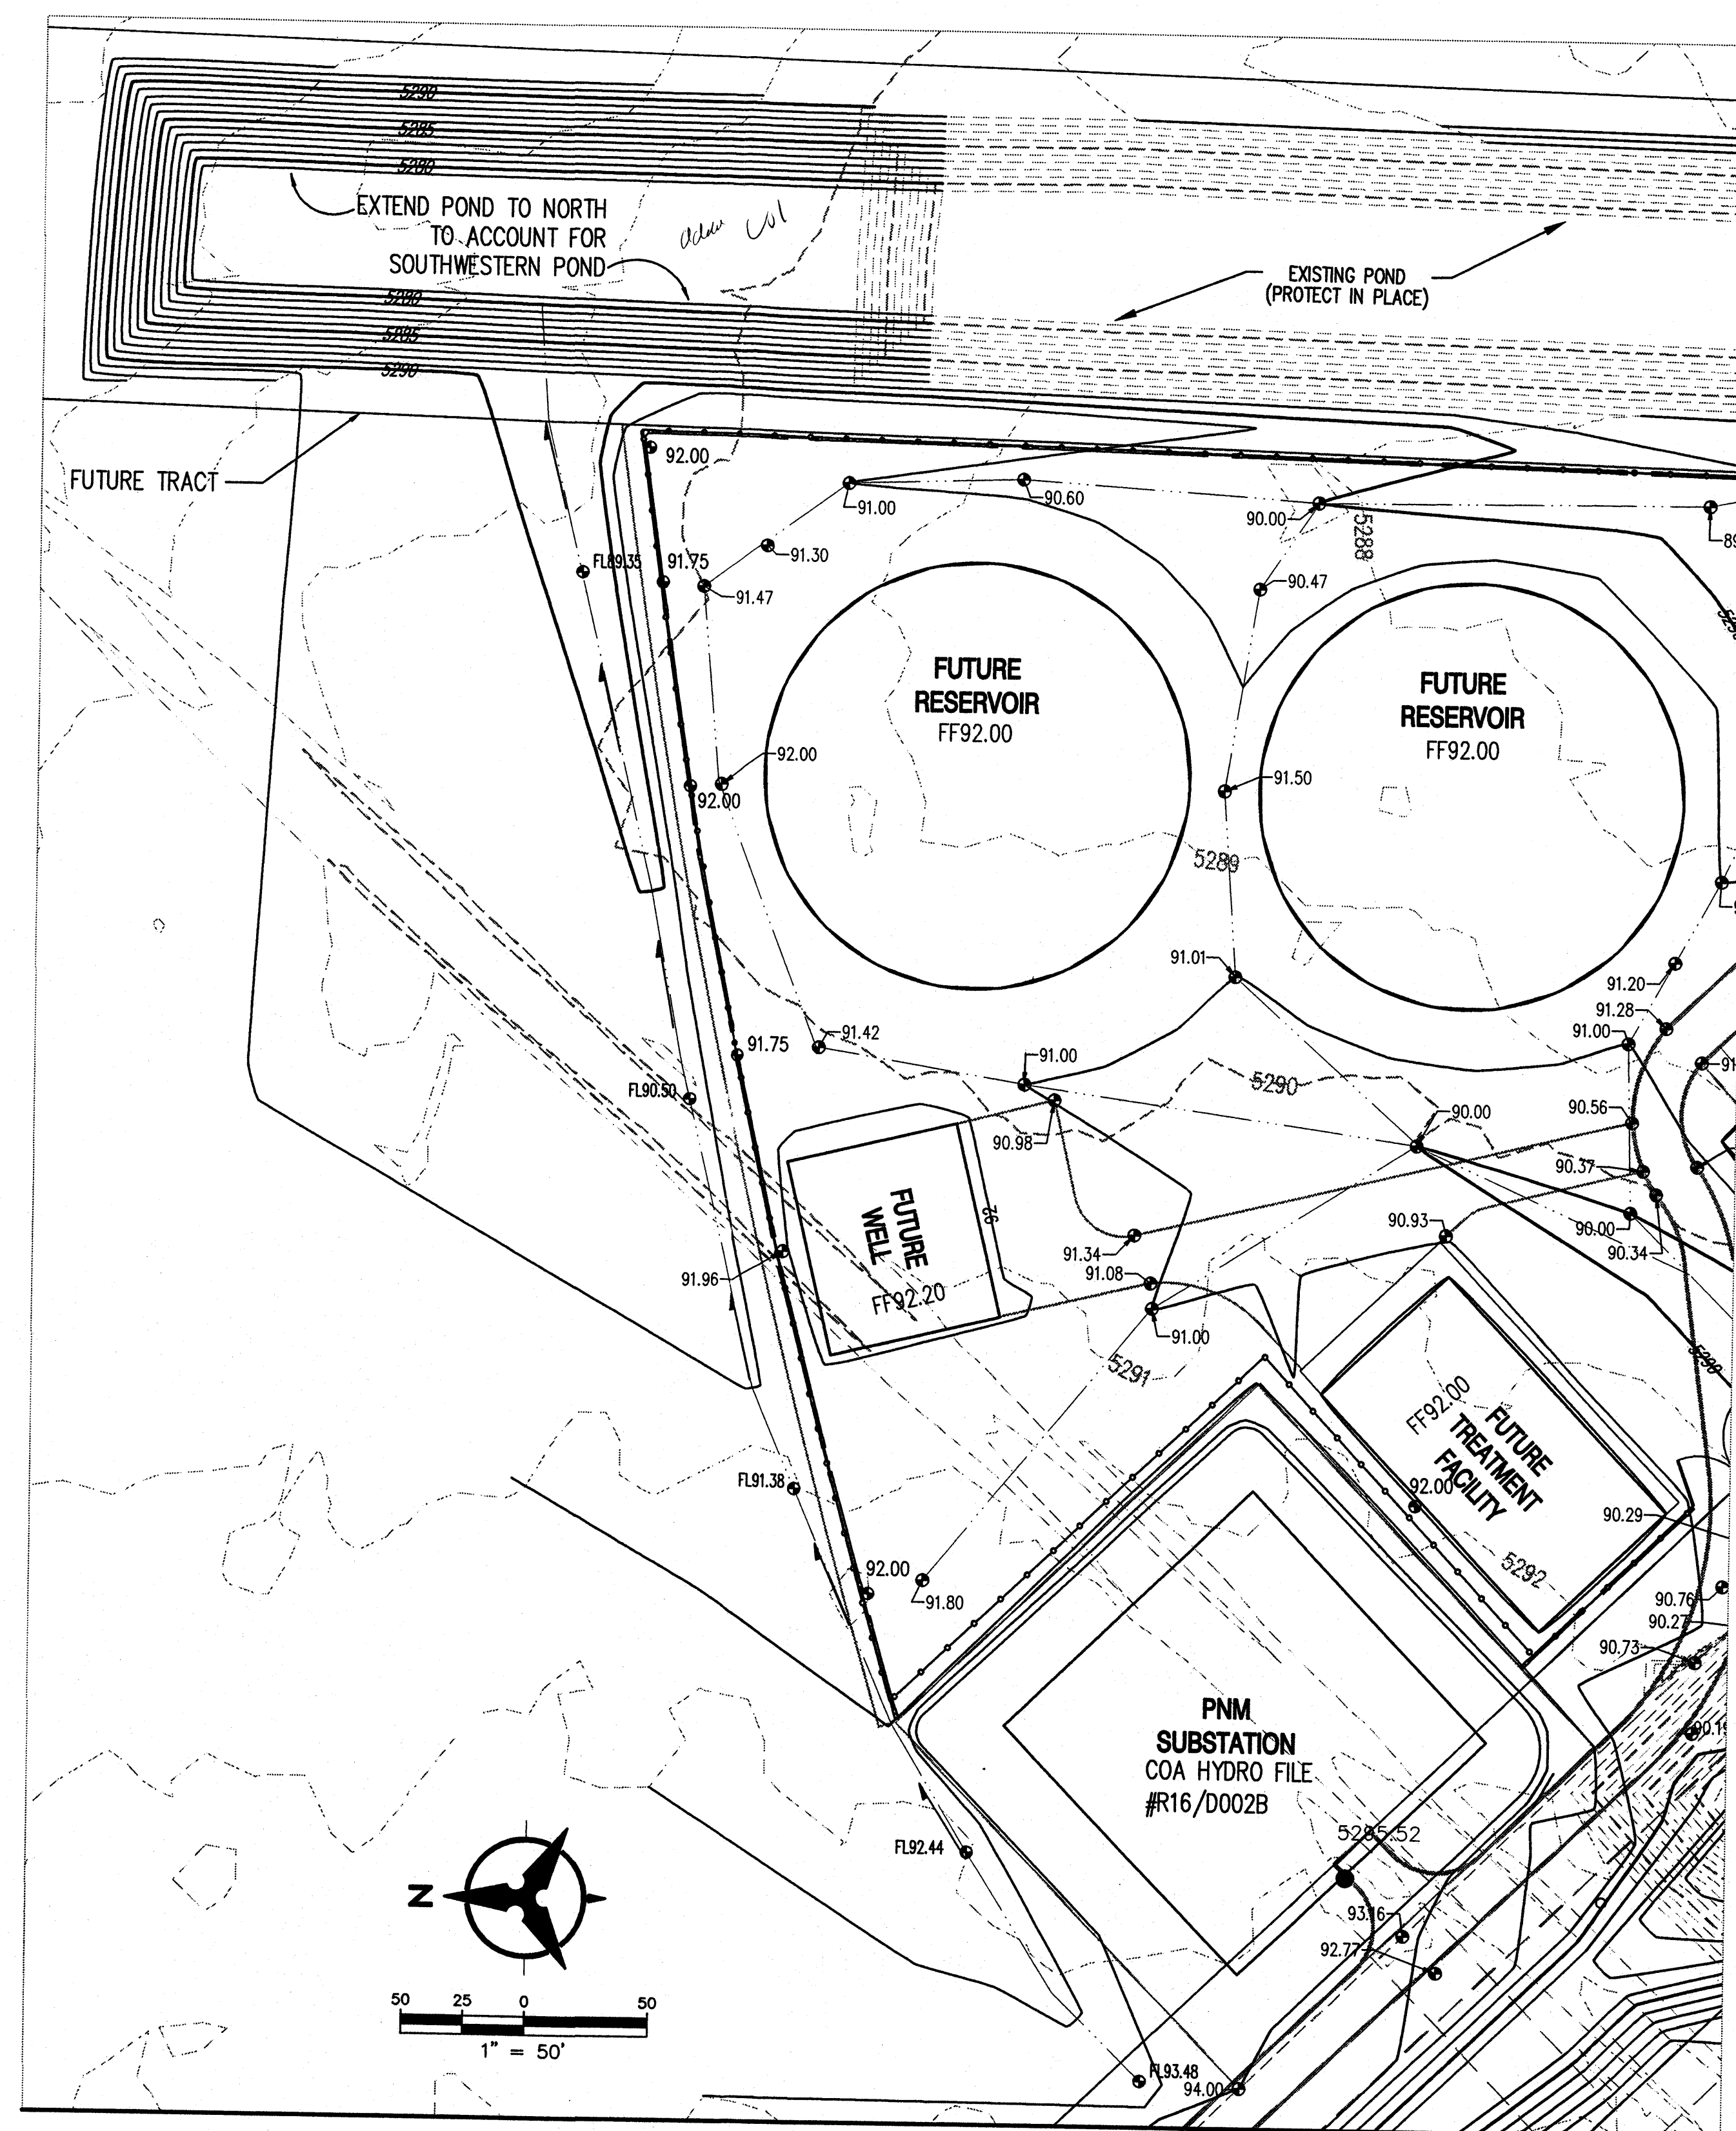 5290
5285
5280
EXTEND POND TO NORTH
TO ACCOUNT FOR
SOUTHWESTERN POND
5280
5285
5290
EXISTING POND
(PROTECT IN PLACE)
FUTURE TRACT
92.00
91.00
90.60
90.00
5288
91.30
FL89.35
91.75
91.47
90.47
FUTURE
RESERVOIR
FF92.00
FUTURE
RESERVOIR
FF92.00
92.00
92.00
91.50
5289
91.01
91.20
91.28
91.00
91.42
91.75
91.00
5290
FL90.50
90.98
90.00
90.56
90.37
90.00
90.34
FUTURE
WELL
FF92.20
92
91.34
91.08
90.93
91.96
91.00
5291
5290
FF92.00
FUTURE
TREATMENT
FACILITY
92.00
FL91.38
90.29
5292
92.00
91.80
90.76
90.27
90.73
PNM
SUBSTATION
COA HYDRO FILE
#R16/D002B
5295.52
FL92.44
N
93.16
92.77
50 25 0 50
1" = 50'
FL93.48
94.00